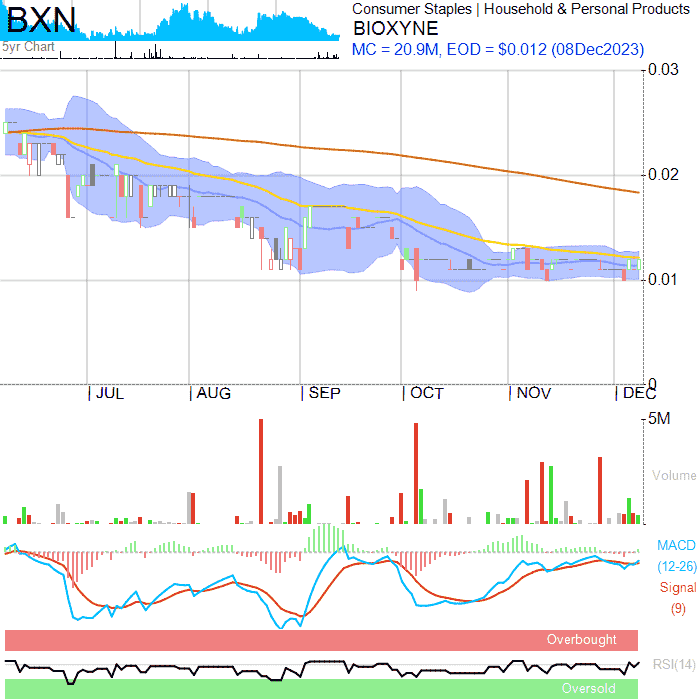 BXN
5yr Chart
Consumer Staples | Household & Personal Products
BIOXYNE
MC = 20.9M, EOD = $0.012 (08Dec2023)
0.03
0.02
0.01
0
JUL AUG SEP OCT NOV DEC
5M
Volume
MACD
(12-26)
Signal
(9)
Overbought
RSI(14)
Oversold